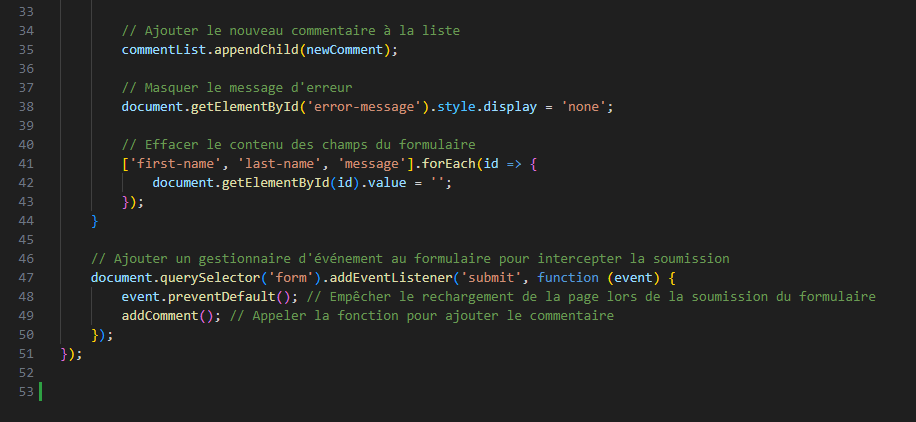 33
34 // Ajouter le nouveau commentaire à la liste
35 commentList.appendChild(newComment);
36
37 // Masquer le message d'erreur
38 document.getElementById('error-message').style.display = 'none';
39
40 // Effacer le contenu des champs du formulaire
41 ['first-name', 'last-name', 'message'].forEach(id => {
42 document.getElementById(id).value = '';
43 });
44 }
45
46 // Ajouter un gestionnaire d'événement au formulaire pour intercepter la soumission
47 document.querySelector('form').addEventListener('submit', function (event) {
48 event.preventDefault(); // Empêcher le rechargement de la page lors de la soumission du formulaire
49 addComment(); // Appeler la fonction pour ajouter le commentaire
50 });
51 });
52
53